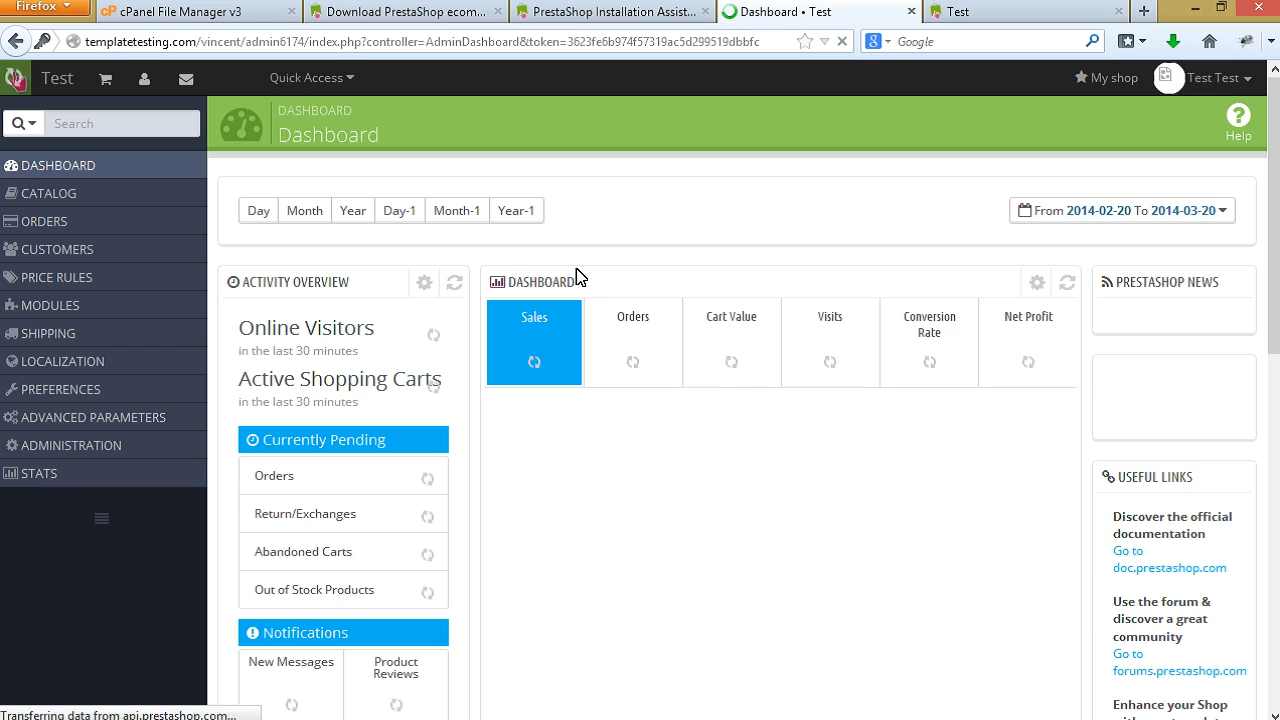 Firefox
cPanel File Manager v3
Download PrestaShop ecom...
PrestaShop Installation Assist...
Dashboard • Test
Test
templatetesting.com/vincent/admin6174/index.php?controller=AdminDashboard&token=3623fe6b974f57319ac5d299519dbbfc
Google
Test
Quick Access
My shop
Test Test
Search
DASHBOARD
Dashboard
Help
DASHBOARD
CATALOG
ORDERS
CUSTOMERS
PRICE RULES
MODULES
SHIPPING
LOCALIZATION
PREFERENCES
ADVANCED PARAMETERS
ADMINISTRATION
STATS
Day
Month
Year
Day-1
Month-1
Year-1
From 2014-02-20 To 2014-03-20
ACTIVITY OVERVIEW
Online Visitors
in the last 30 minutes
Active Shopping Carts
in the last 30 minutes
Currently Pending
Orders
Return/Exchanges
Abandoned Carts
Out of Stock Products
Notifications
New Messages
Product
Reviews
DASHBOARD
Sales
Orders
Cart Value
Visits
Conversion
Rate
Net Profit
PRESTASHOP NEWS
USEFUL LINKS
Discover the official
documentation
Go to
doc.prestashop.com
Use the forum &
discover a great
community
Go to
forums.prestashop.com
Enhance your Shop
Transferring data from api.prestashop.com...